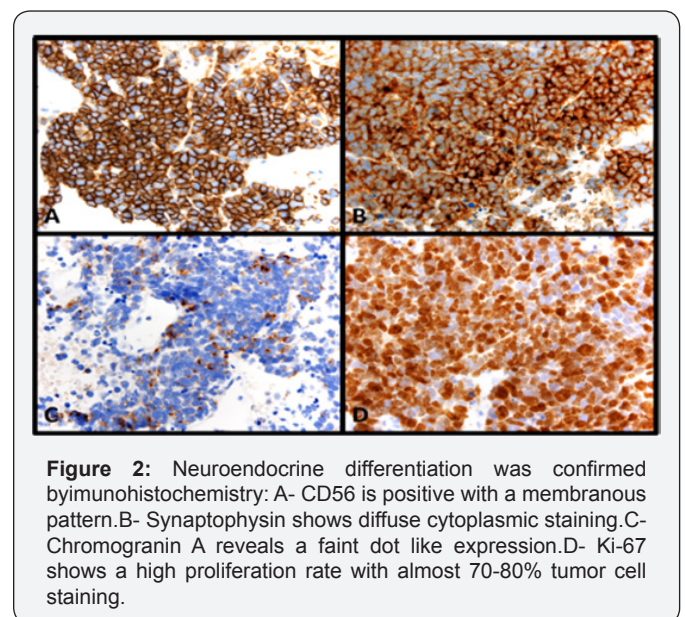 A
B
C
D
Figure 2: Neuroendocrine differentiation was confirmed
byimunohistochemistry: A- CD56 is positive with a membranous
pattern.B- Synaptophysin shows diffuse cytoplasmic staining.C-
Chromogranin A reveals a faint dot like expression.D- Ki-67
shows a high proliferation rate with almost 70-80% tumor cell
staining.